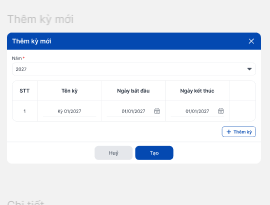 Thêm kỳ mới
Thêm kỳ mới
Năm *
2027
STT Tên kỳ Ngày bắt đầu Ngày kết thúc
1 Kỳ 01/2027 01/01/2027 01/01/2027
+ Thêm kỳ
Huỷ Tạo
Chi tiết